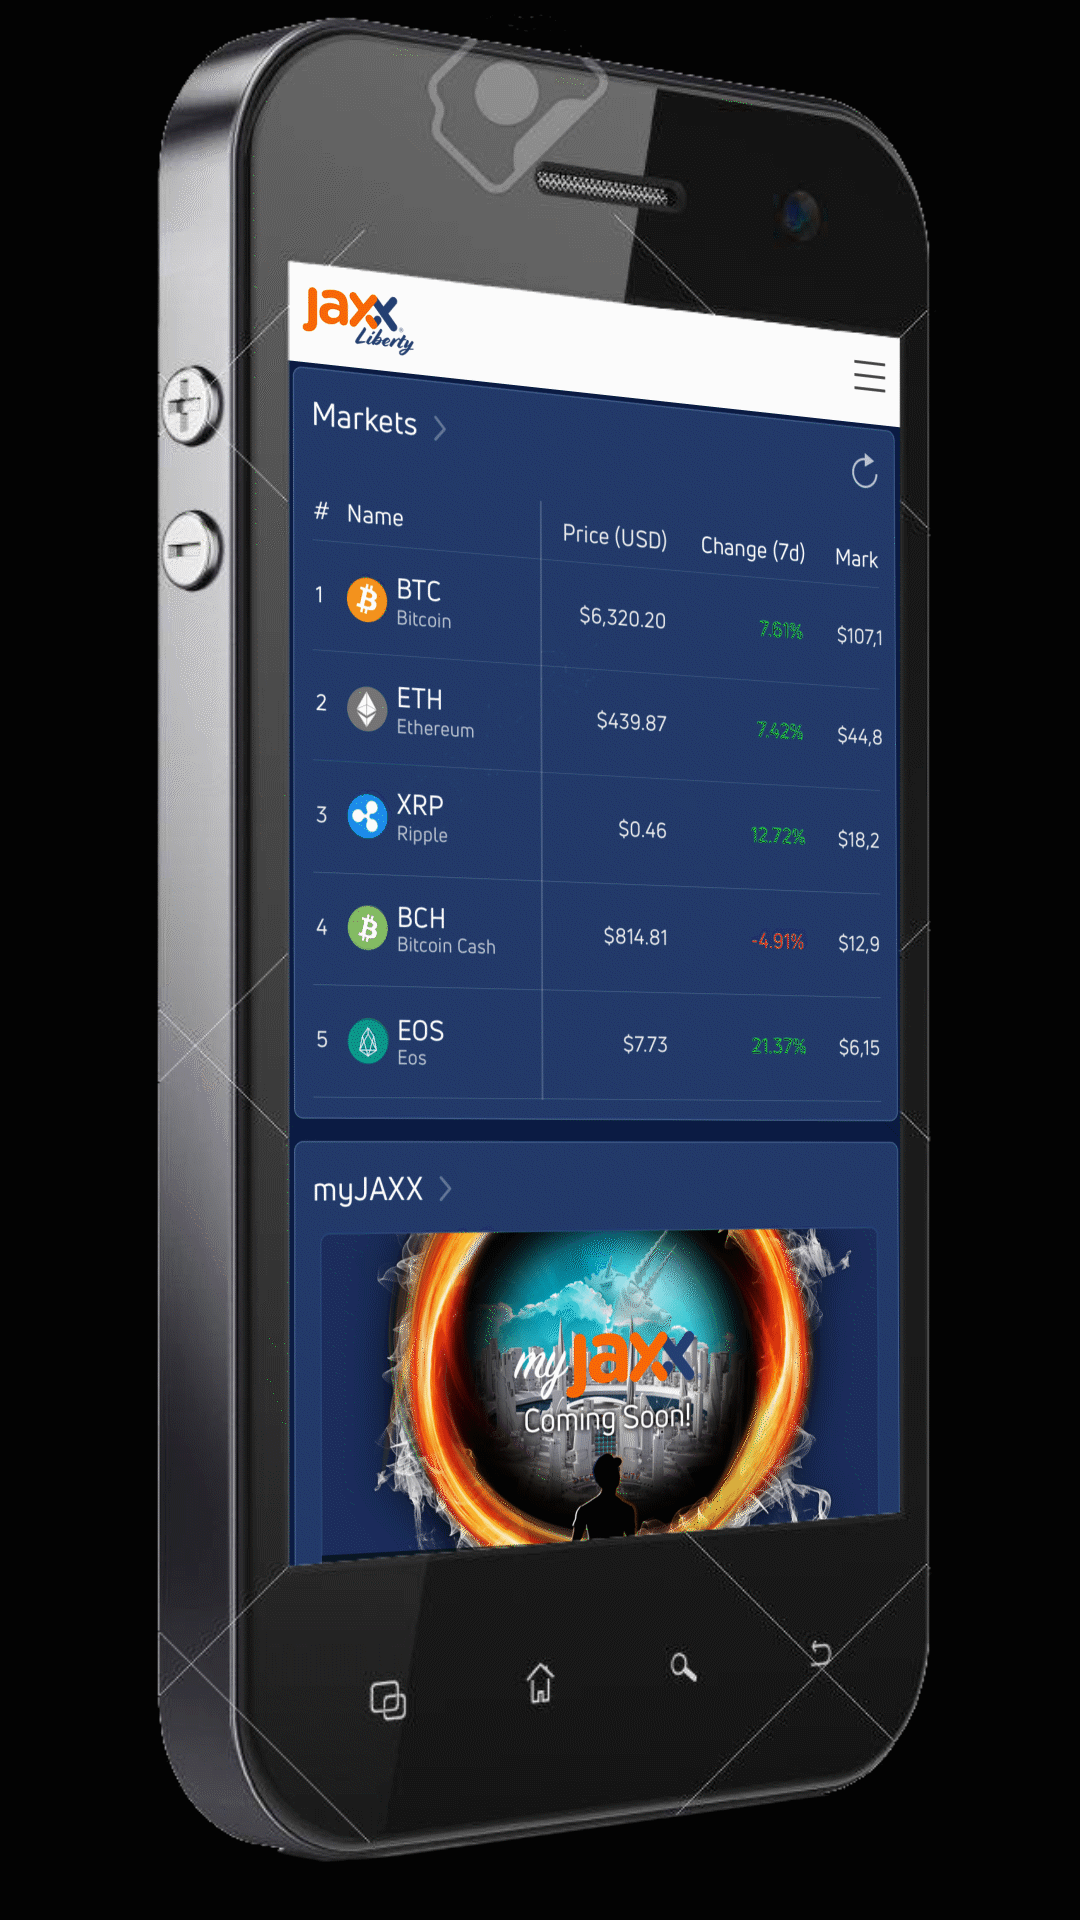 Jaxx
Liberty
Markets
# Name Price (USD) Change (7d) Mark
1 BTC $6,320.20 7.61% $107,1
Bitcoin
2 ETH $439.87 7.42% $44,8
Ethereum
3 XRP $0.46 12.72% $18,2
Ripple
4 BCH $814.81 -4.91% $12,9
Bitcoin Cash
5 EOS $7.73 21.37% $6,15
Eos
myJAXX
my Jaxx
Coming Soon!